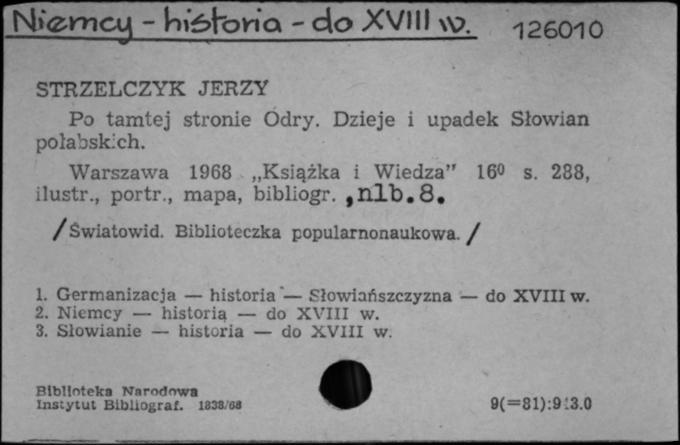 Niemcy - historia - do XVIII w. 126010
STRZELCZYK JERZY
Po tamtej stronie Odry. Dzieje i upadek Słowian
połabskich.
Warszawa 1968 „Książka i Wiedza” 16⁰ s. 288,
ilustr., portr., mapa, bibliogr. , nlb. 8.
/ Światowid. Biblioteczka popularnonaukowa. /
1. Germanizacja — historia — Słowiańszczyzna — do XVIII w.
2. Niemcy — historia — do XVIII w.
3. Słowianie — historia — do XVIII w.
Biblioteka Narodowa
Instytut Bibliograf. 1838/68 9(=81):943.0